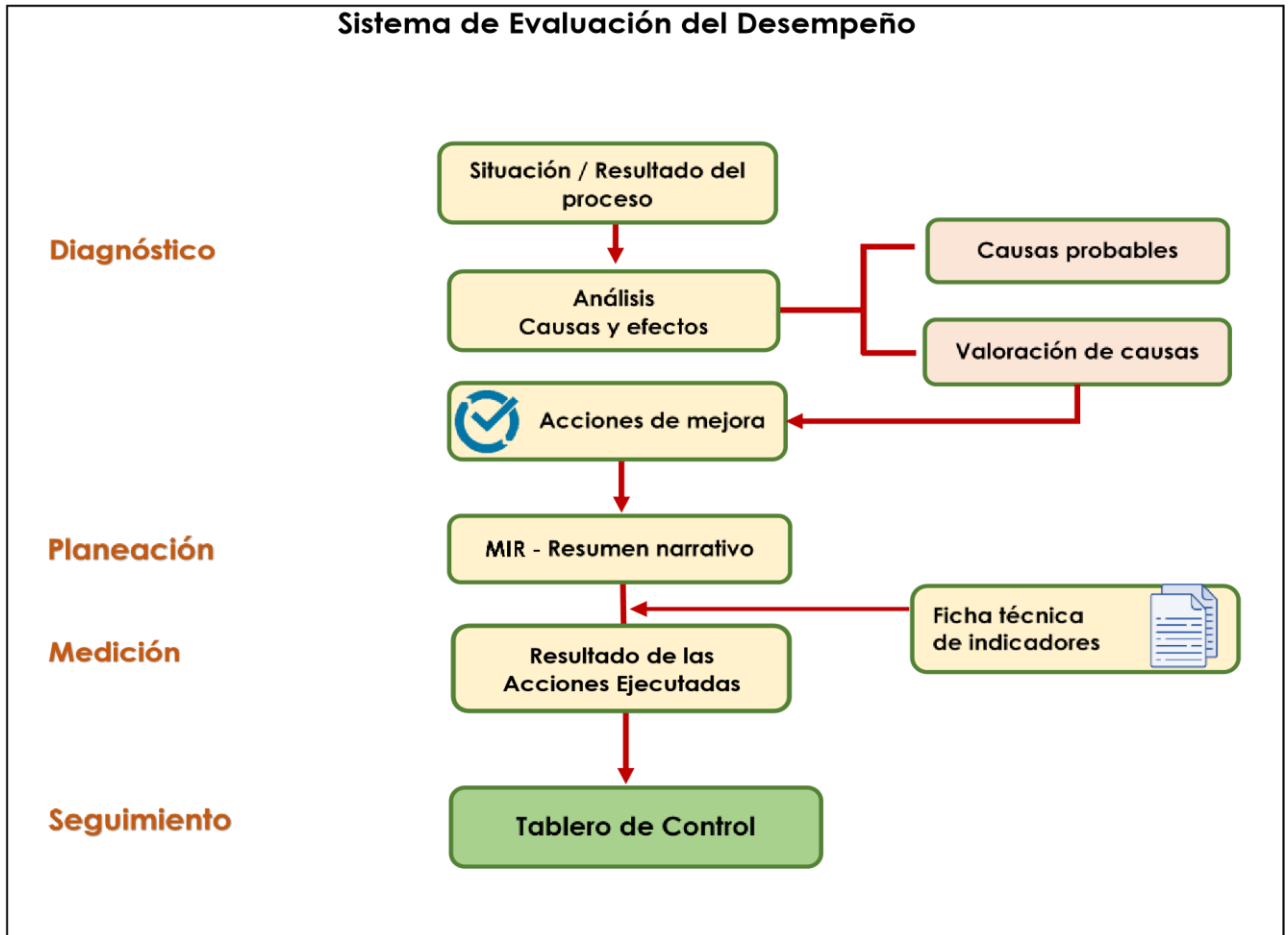 Sistema de Evaluación del Desempeño
Situación / Resultado del
proceso
Diagnóstico
Causas probables
Análisis
Causas y efectos
Valoración de causas
Acciones de mejora
Planeación
MIR - Resumen narrativo
Ficha técnica
de indicadores
Medición
Resultado de las
Acciones Ejecutadas
Seguimiento
Tablero de Control